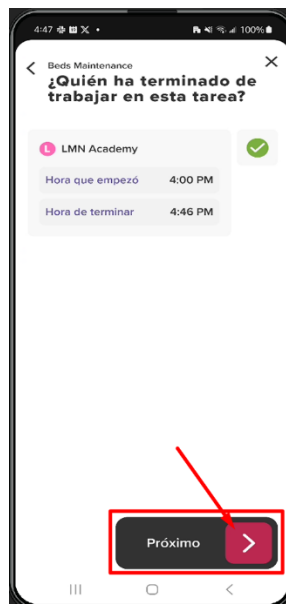 4:47
100%
Beds Maintenance
¿Quién ha terminado de
trabajar en esta tarea?
L LMN Academy
Hora que empezó 4:00 PM
Hora de terminar 4:46 PM
Próximo